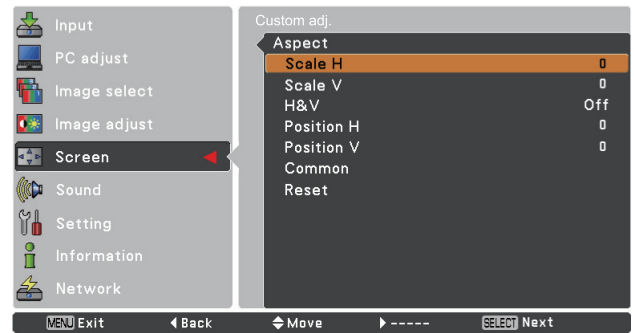 Input
PC adjust
Image select
Image adjust
Screen
Sound
Setting
Information
Network
Custom adj.
Aspect
Scale H 0
Scale V 0
H&V Off
Position H 0
Position V 0
Common
Reset
MENU Exit Back Move ----- SELECT Next